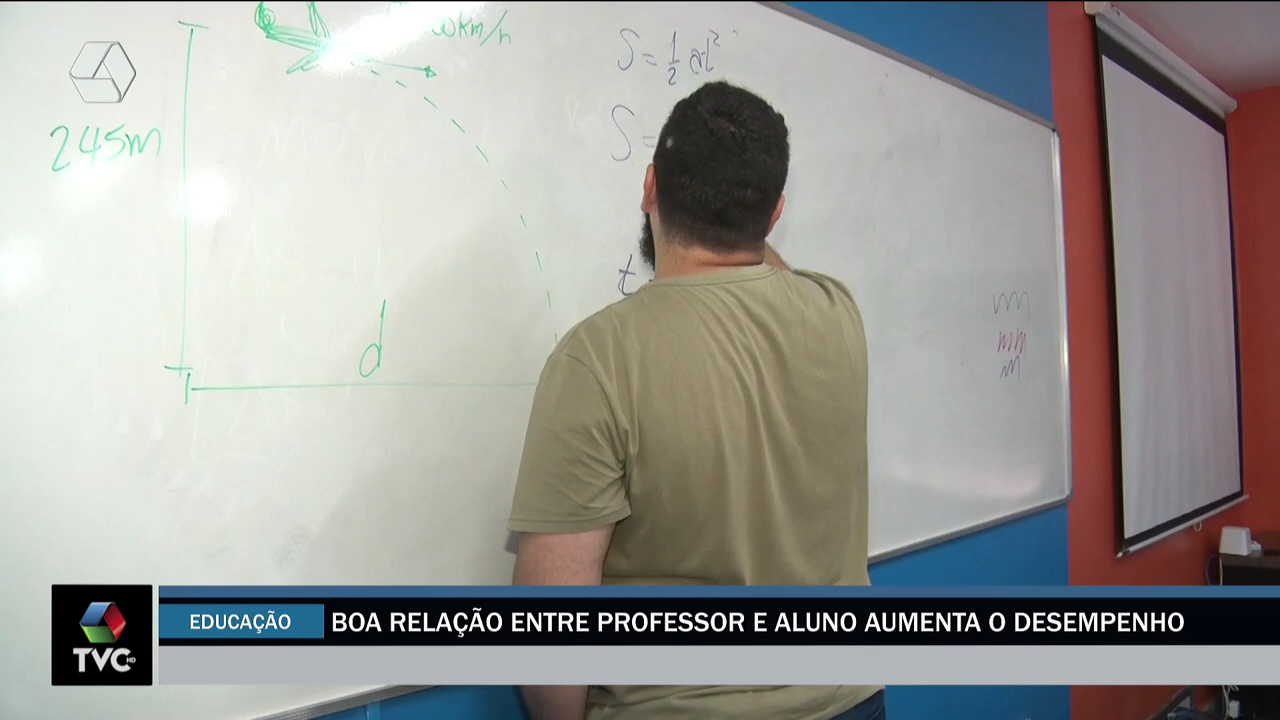 245m
km/h
S = 1/2 at²
S =
t
d
EDUCAÇÃO
BOA RELAÇÃO ENTRE PROFESSOR E ALUNO AUMENTA O DESEMPENHO
TVC HD